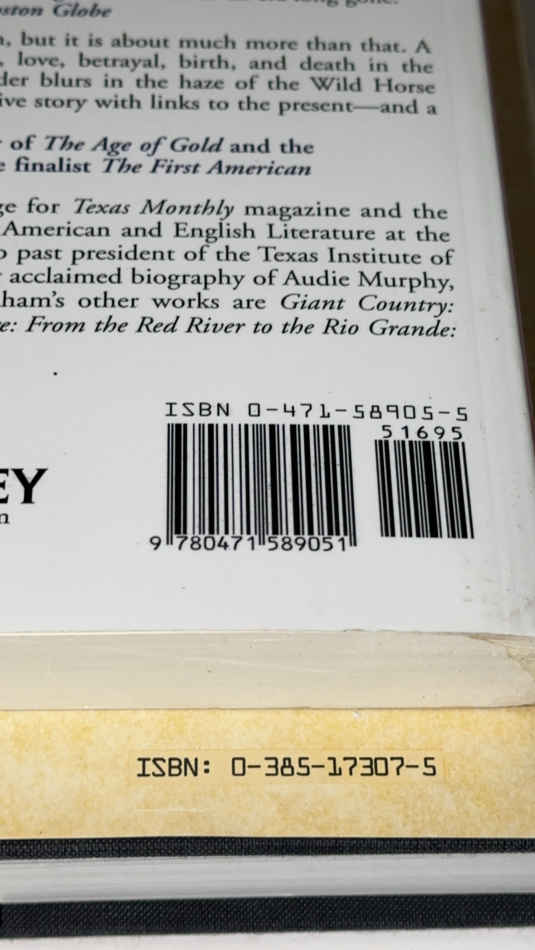 ston Globe
, but it is about much more than that. A
, love, betrayal, birth, and death in the
der blurs in the haze of the Wild Horse
ive story with links to the present—and a
of The Age of Gold and the
e finalist The First American
ge for Texas Monthly magazine and the
American and English Literature at the
past president of the Texas Institute of
acclaimed biography of Audie Murphy,
ham's other works are Giant Country:
e: From the Red River to the Rio Grande:
ISBN 0-471-58905-5
51695
EY
n
9 780471 589051
ISBN: 0-385-17307-5